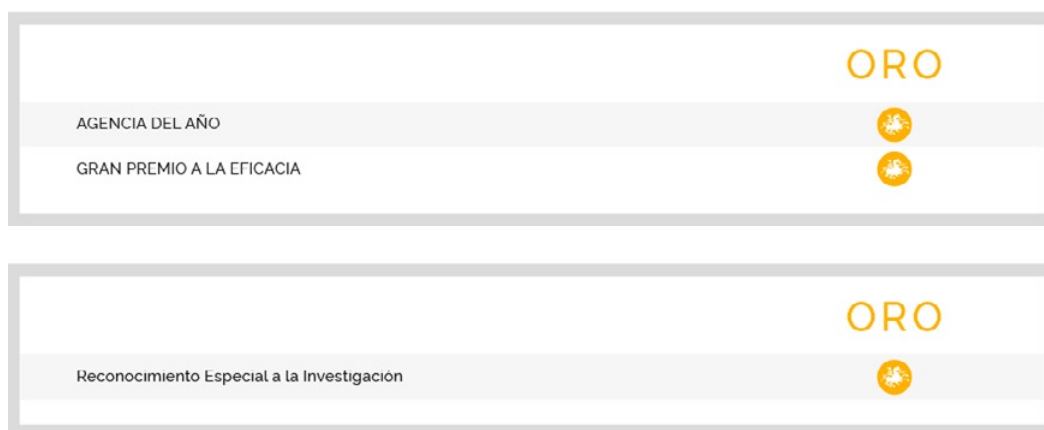 ORO
AGENCIA DEL AÑO
GRAN PREMIO A LA EFICACIA
ORO
Reconocimiento Especial a la Investigación